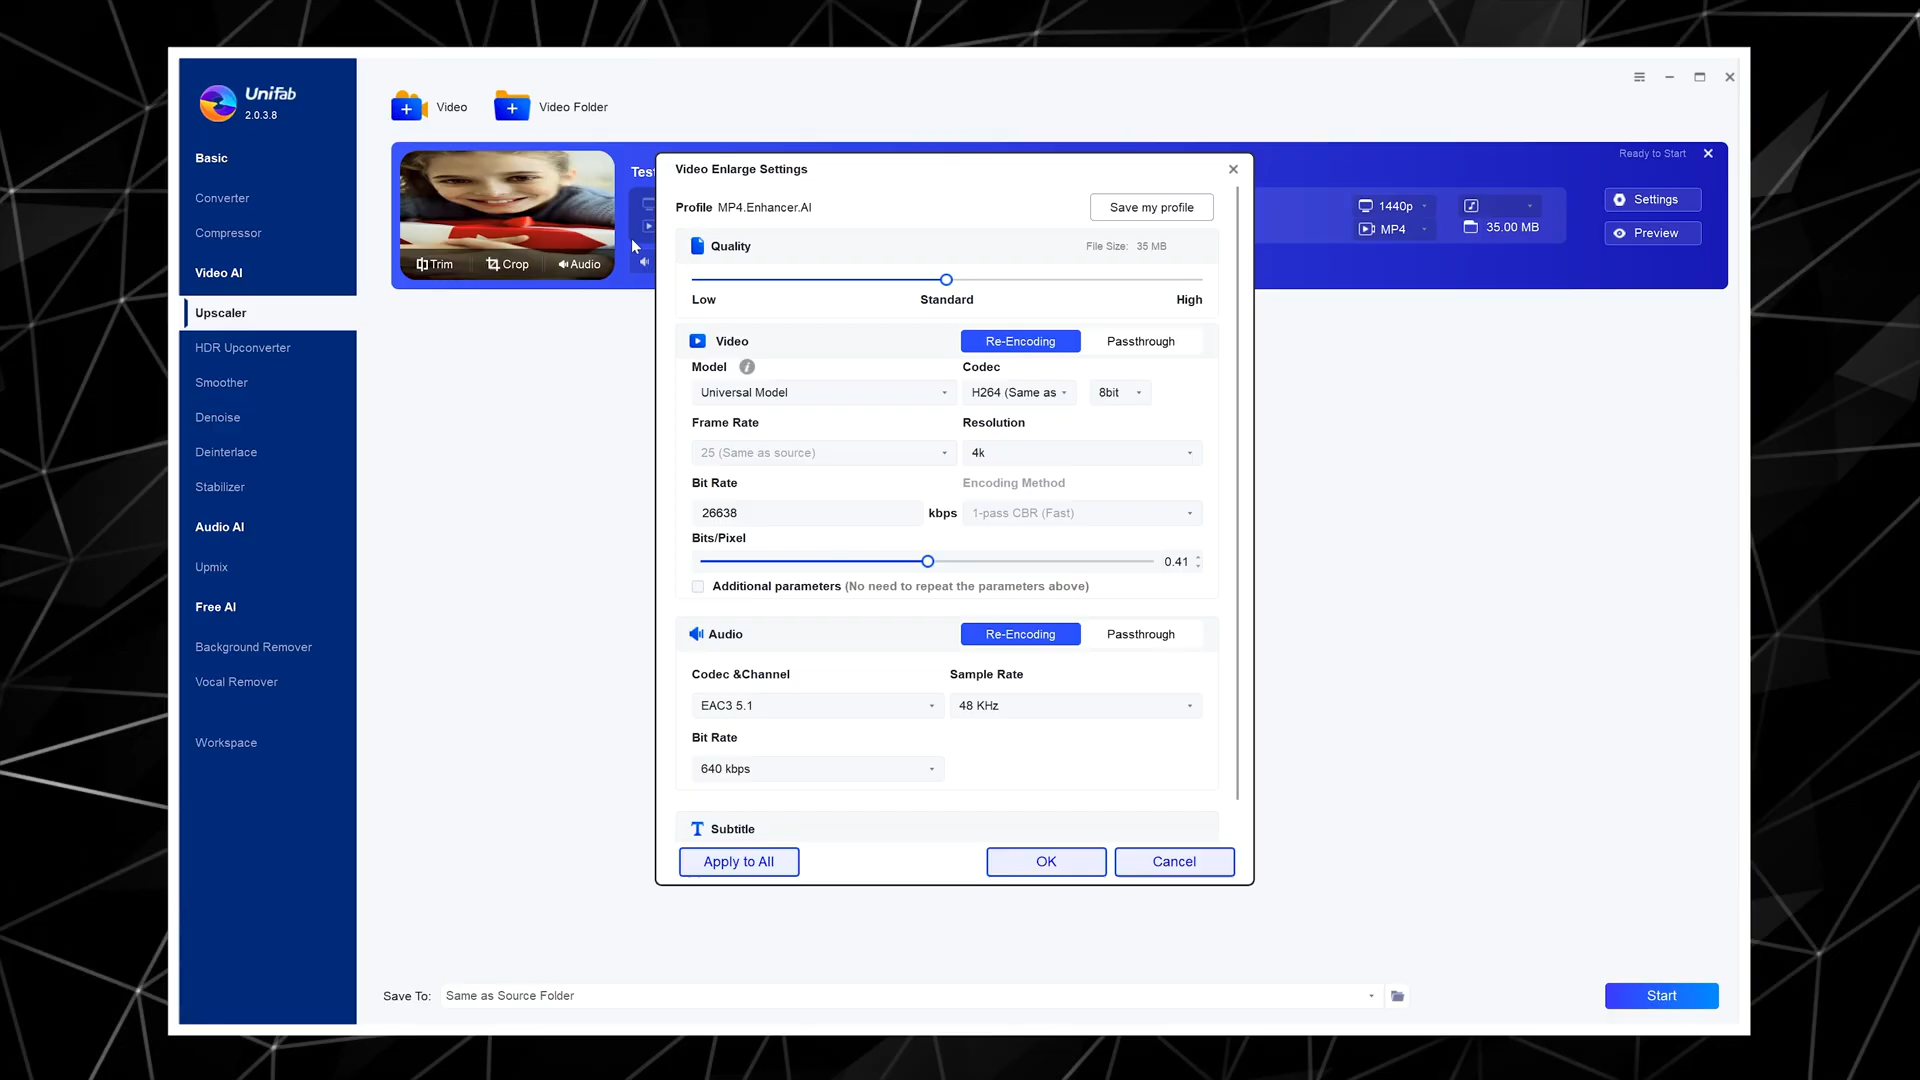 Unifab
2.0.3.8
Basic
Converter
Compressor
Video AI
Upscaler
HDR Upconverter
Smoother
Denoise
Deinterlace
Stabilizer
Audio AI
Upmix
Free AI
Background Remover
Vocal Remover
Workspace
Video
Video Folder
Trim
Crop
Audio
Ready to Start
1440p
MP4
35.00 MB
Settings
Preview
Video Enlarge Settings
Profile MP4.Enhancer.AI
Save my profile
Quality
File Size: 35 MB
Low
Standard
High
Video
Re-Encoding
Passthrough
Model
Codec
Universal Model
H264 (Same as
8bit
Frame Rate
Resolution
25 (Same as source)
4k
Bit Rate
Encoding Method
26638
kbps
1-pass CBR (Fast)
Bits/Pixel
0.41
Additional parameters (No need to repeat the parameters above)
Audio
Re-Encoding
Passthrough
Codec &Channel
Sample Rate
EAC3 5.1
48 KHz
Bit Rate
640 kbps
Subtitle
Apply to All
OK
Cancel
Save To:
Same as Source Folder
Start